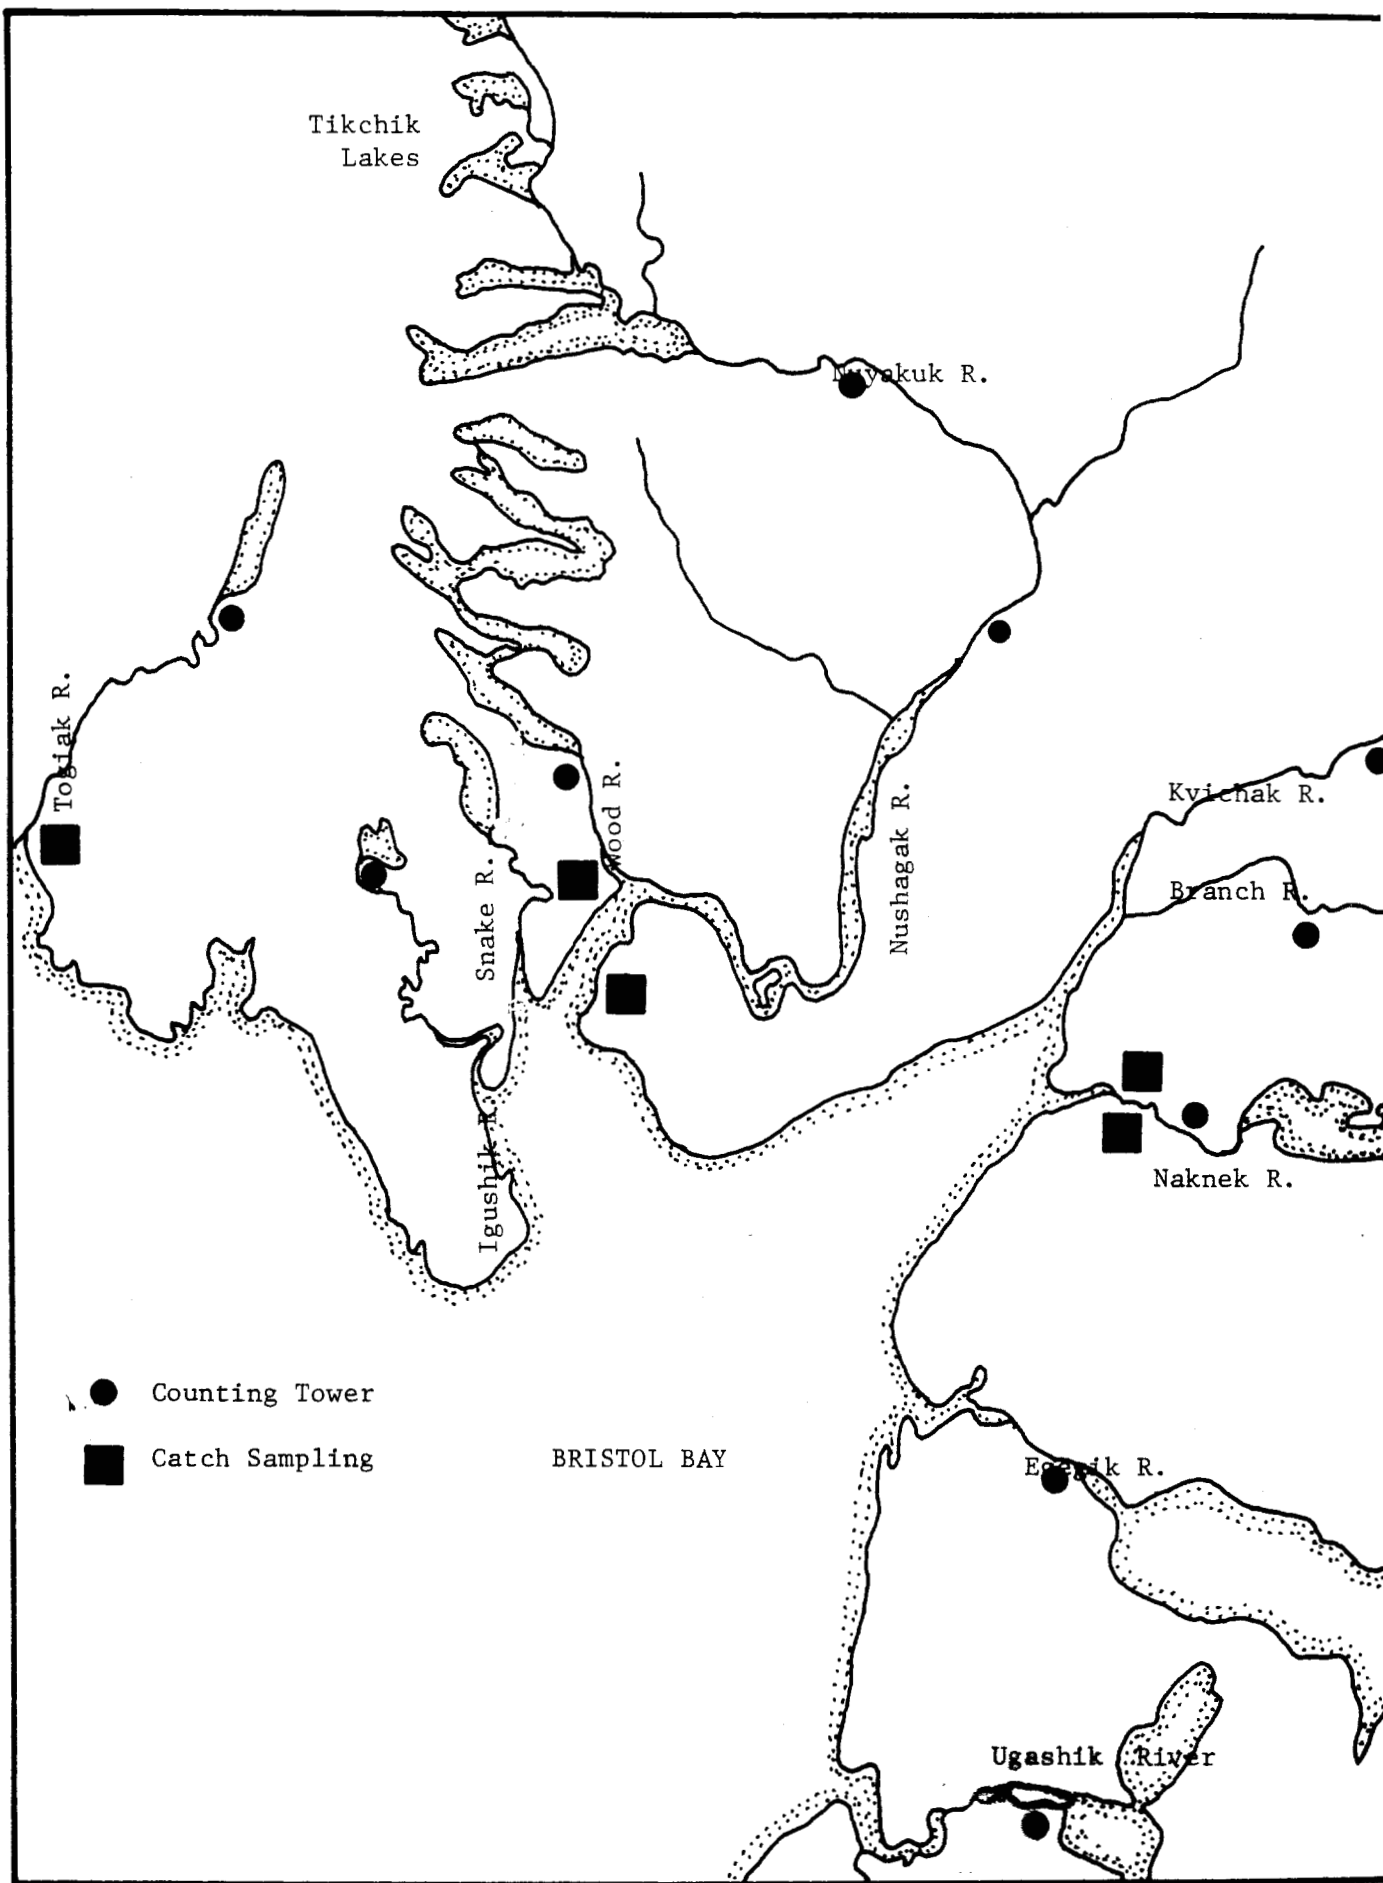 Tikchik
Lakes
Nuyakuk R.
Togiak R.
Wood R.
Kvichak R.
Nushagak R.
Branch R.
Snake R.
Naknek R.
Igushik R.
Counting Tower
Catch Sampling
BRISTOL BAY
Egegik R.
Ugashik River